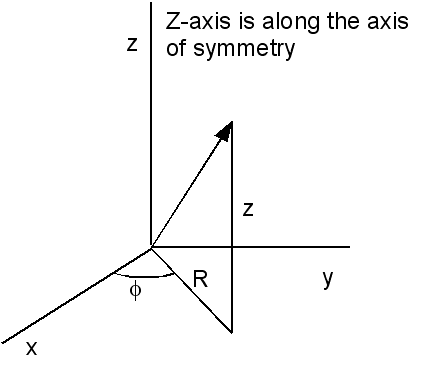 Z-axis is along the axis
of symmetry
z
z
y
R
ϕ
x